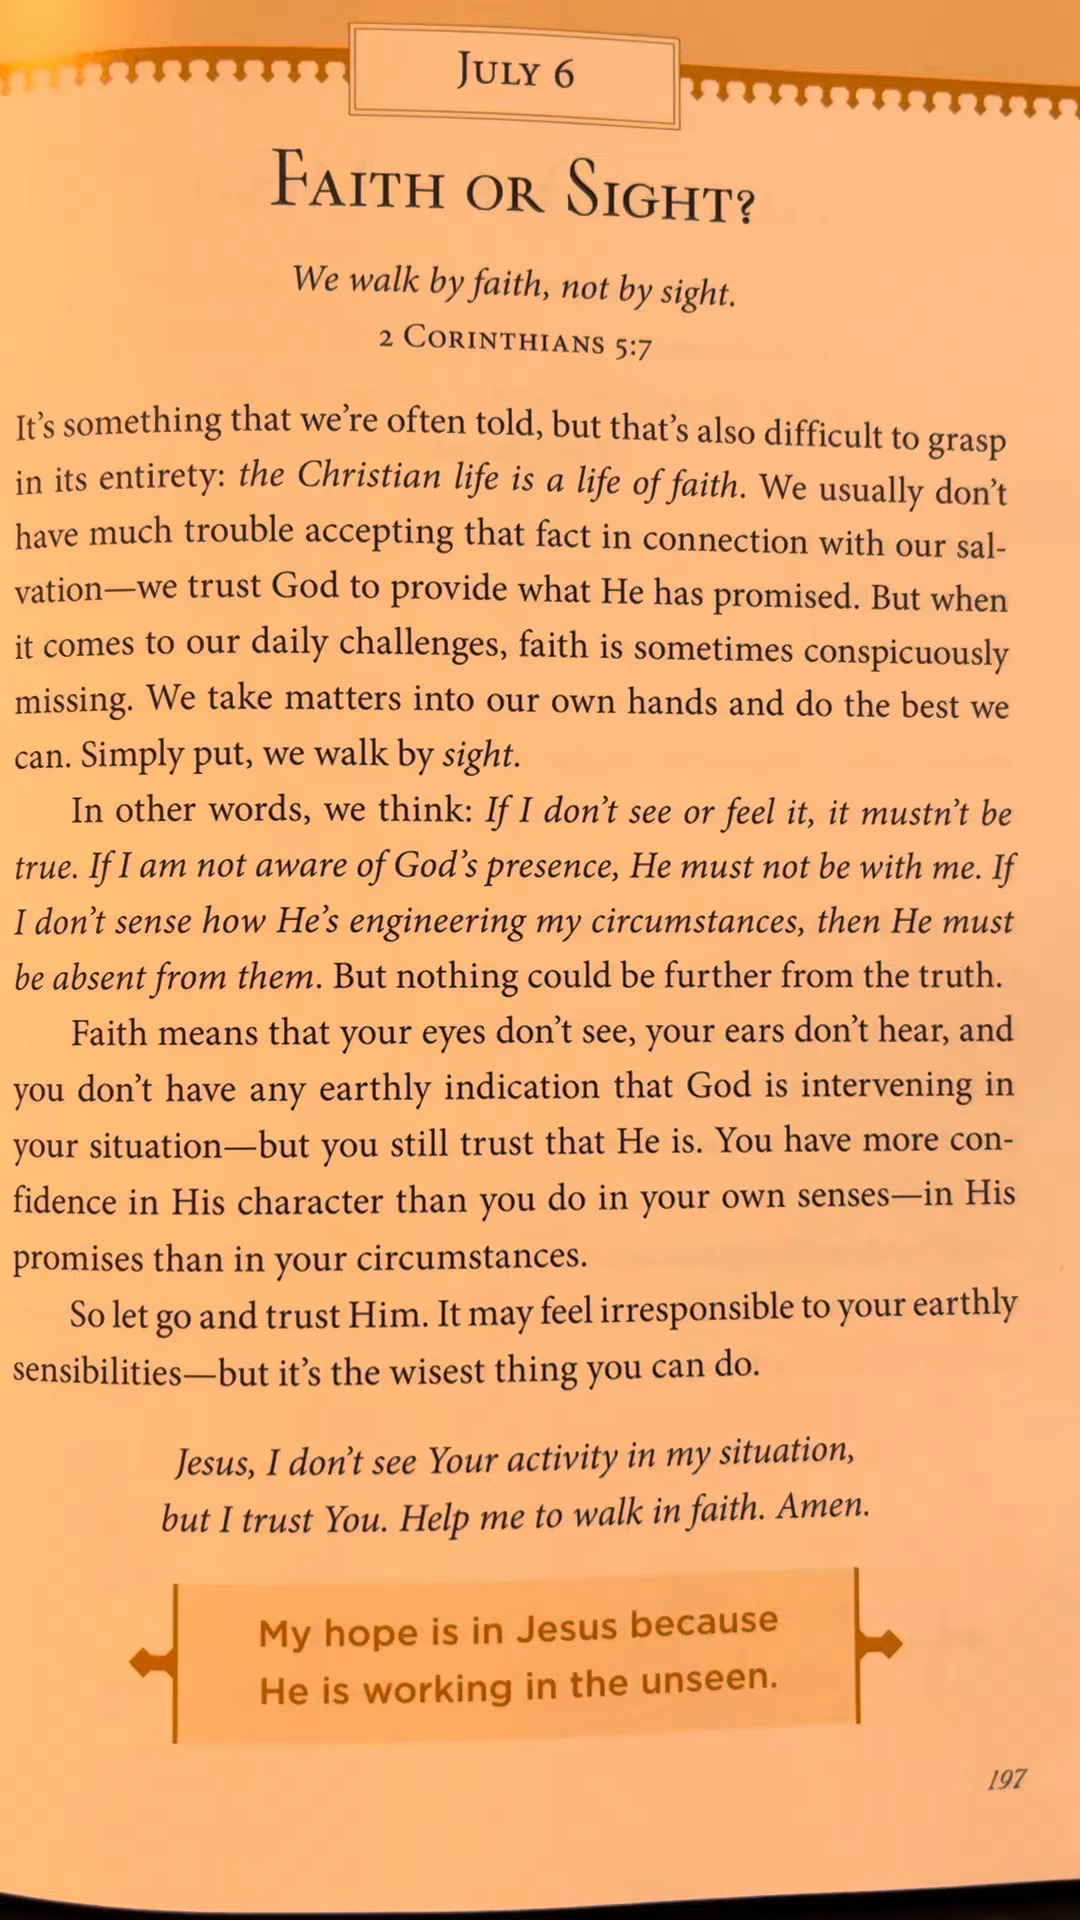 July 6
Faith or Sight?
We walk by faith, not by sight.
2 Corinthians 5:7
It's something that we're often told, but that's also difficult to grasp
in its entirety: the Christian life is a life of faith. We usually don't
have much trouble accepting that fact in connection with our sal-
vation—we trust God to provide what He has promised. But when
it comes to our daily challenges, faith is sometimes conspicuously
missing. We take matters into our own hands and do the best we
can. Simply put, we walk by sight.
In other words, we think: If I don't see or feel it, it mustn't be
true. If I am not aware of God's presence, He must not be with me. If
I don't sense how He's engineering my circumstances, then He must
be absent from them. But nothing could be further from the truth.
Faith means that your eyes don't see, your ears don't hear, and
you don't have any earthly indication that God is intervening in
your situation—but you still trust that He is. You have more con-
fidence in His character than you do in your own senses—in His
promises than in your circumstances.
So let go and trust Him. It may feel irresponsible to your earthly
sensibilities—but it's the wisest thing you can do.
Jesus, I don't see Your activity in my situation,
but I trust You. Help me to walk in faith. Amen.
My hope is in Jesus because
He is working in the unseen.
197